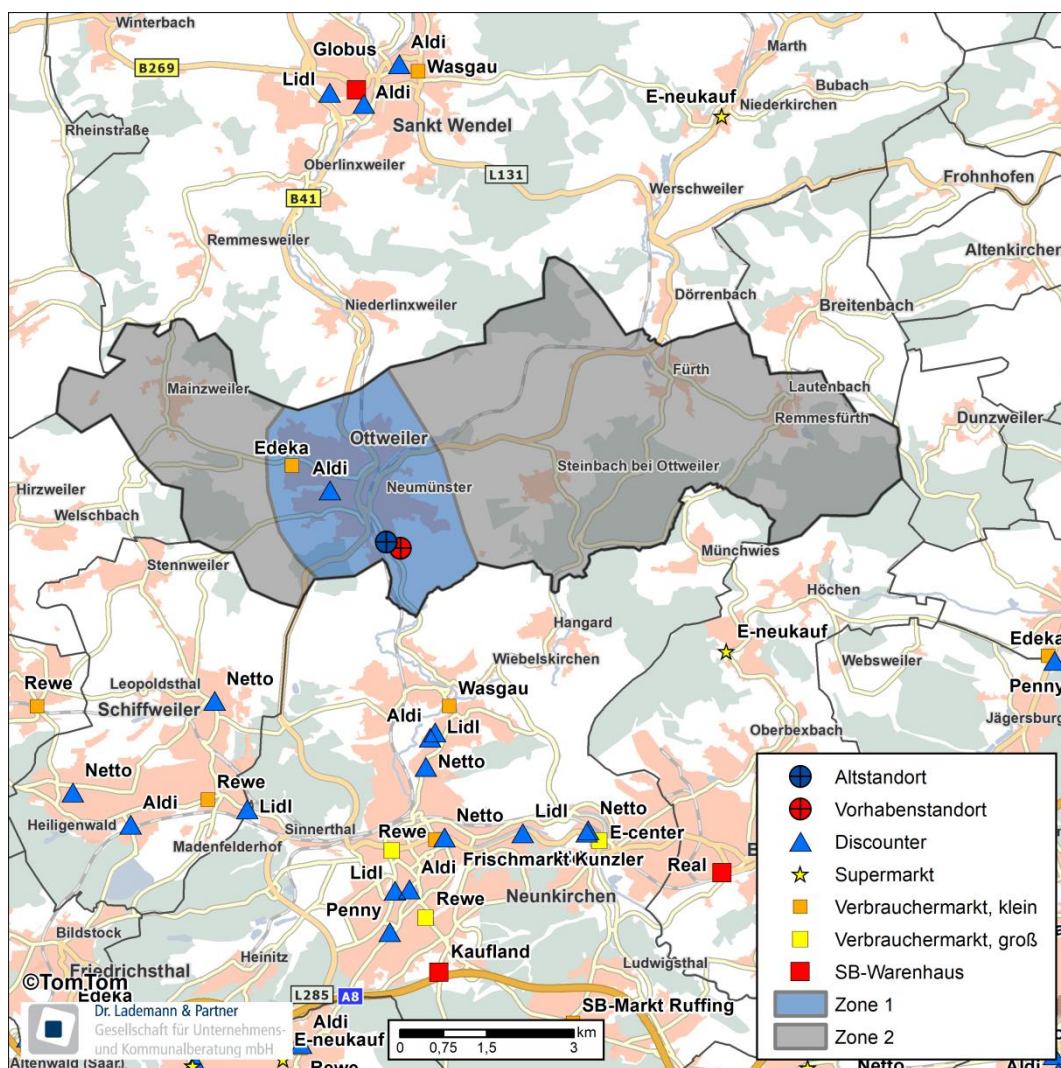 Winterbach
Marth
Globus
Aldi
B269
Wasgau
Bubach
Lidl
Aldi
E-neukauf
Niederkirchen
Rheinstraße
Sankt Wendel
Oberlinxweiler
L131
Frohnhofen
Werschweiler
B41
Remmesweiler
Altenkirchen
Dörrenbach
Niederlinxweiler
Breitenbach
Fürth
Mainzweiler
Lautenbach
Remmesfürth
Dunzweiler
Edeka
Ottweiler
Aldi
Steinbach bei Ottweiler
Neumünster
Hirzweiler
Welschbach
Münchwies
Stennweiler
Höchen
Hangard
E-neukauf
Edeka
Wiebelskirchen
Websweiler
Rewe
Leopoldsthal
Netto
Penny
Schiffweiler
Wasgau
Jägersburg
Aldi
Lidl
Oberbexbach
Netto
Netto
Rewe
Aldi
Lidl
Heiligenwald
Sinnerthal
Madenfelderhof
Rewe
Netto
Lidl
Netto
E-center
Frischmarkt Kunzler
Aldi
Lidl
Real
B
Rewe
Neunkirchen
Penny
Bildstock
Kaufland
Heinitz
Ludwigsthal
Friedrichsthal
©TomTom
Edeka
L285
A8
SB-Markt Ruffing
Aldi
E-neukauf
Altenwald (Saar.)
Rewe
Netto
Aldi
Altstandort
Vorhabenstandort
Discounter
Supermarkt
Verbrauchermarkt, klein
Verbrauchermarkt, groß
SB-Warenhaus
Zone 1
Zone 2
km
0 0,75 1,5 3
Dr. Lademann & Partner
Gesellschaft für Unternehmens-
und Kommunalberatung mbH